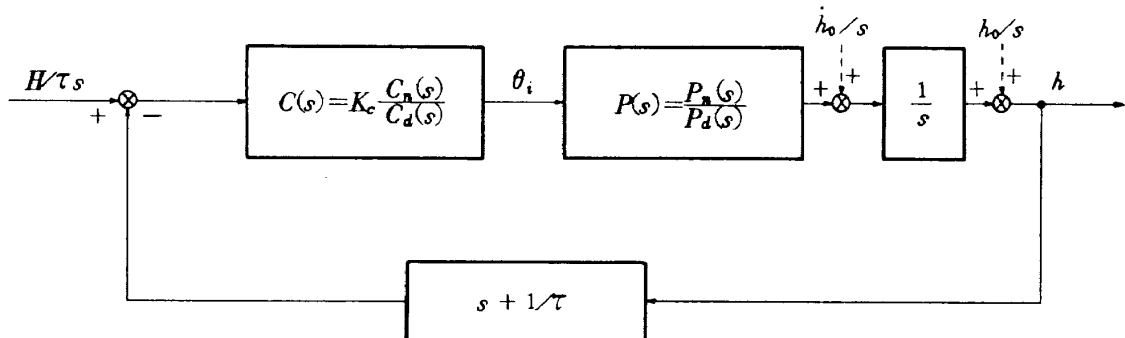 ḣ₀/s
h₀/s
H/τs
+
−
C(s)=K_c C_n(s)/C_d(s)
θ_i
P(s)=P_n(s)/P_d(s)
+
+
1/s
+
+
h
s + 1/τ